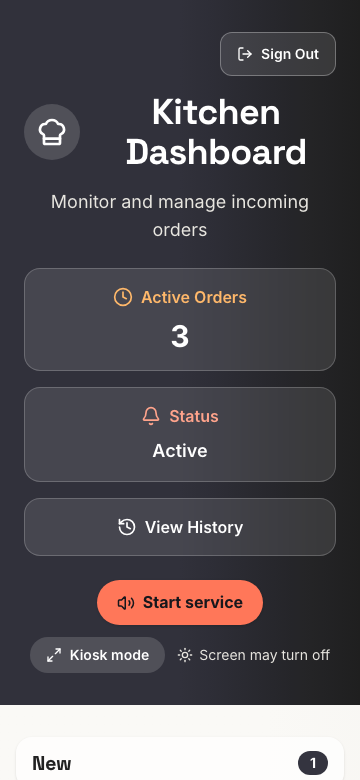 Sign Out
Kitchen
Dashboard
Monitor and manage incoming
orders
Active Orders
3
Status
Active
View History
Start service
Kiosk mode
Screen may turn off
New
1